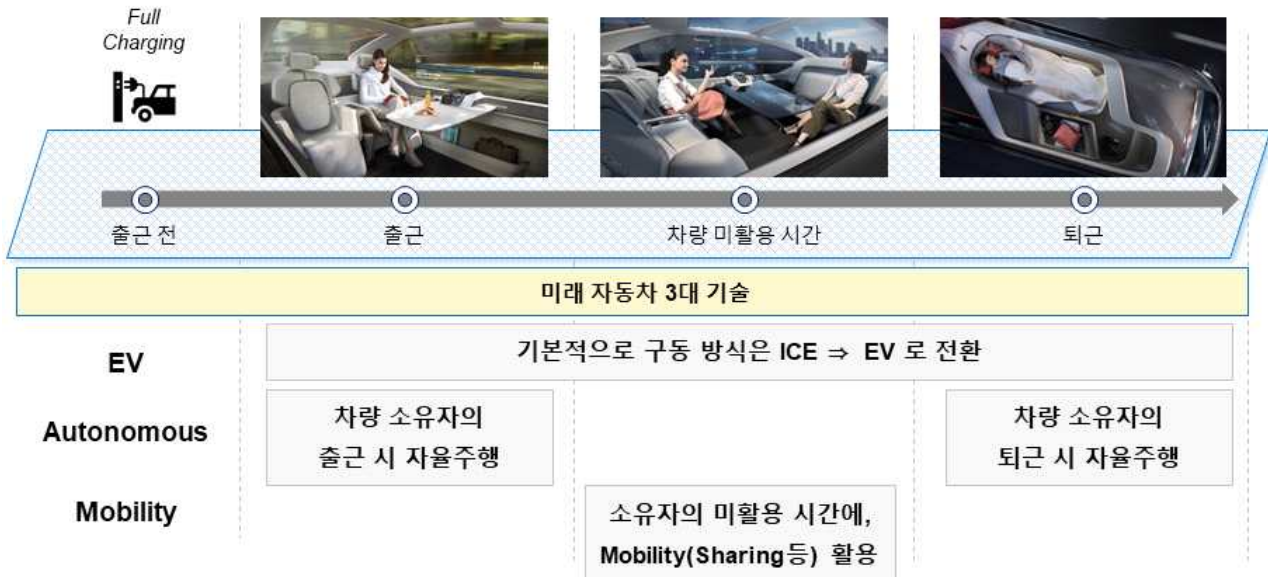 Full
Charging
출근 전
출근
차량 미활용 시간
퇴근
미래 자동차 3대 기술
EV
기본적으로 구동 방식은 ICE ⇒ EV 로 전환
Autonomous
차량 소유자의
출근 시 자율주행
차량 소유자의
퇴근 시 자율주행
Mobility
소유자의 미활용 시간에,
Mobility(Sharing등) 활용